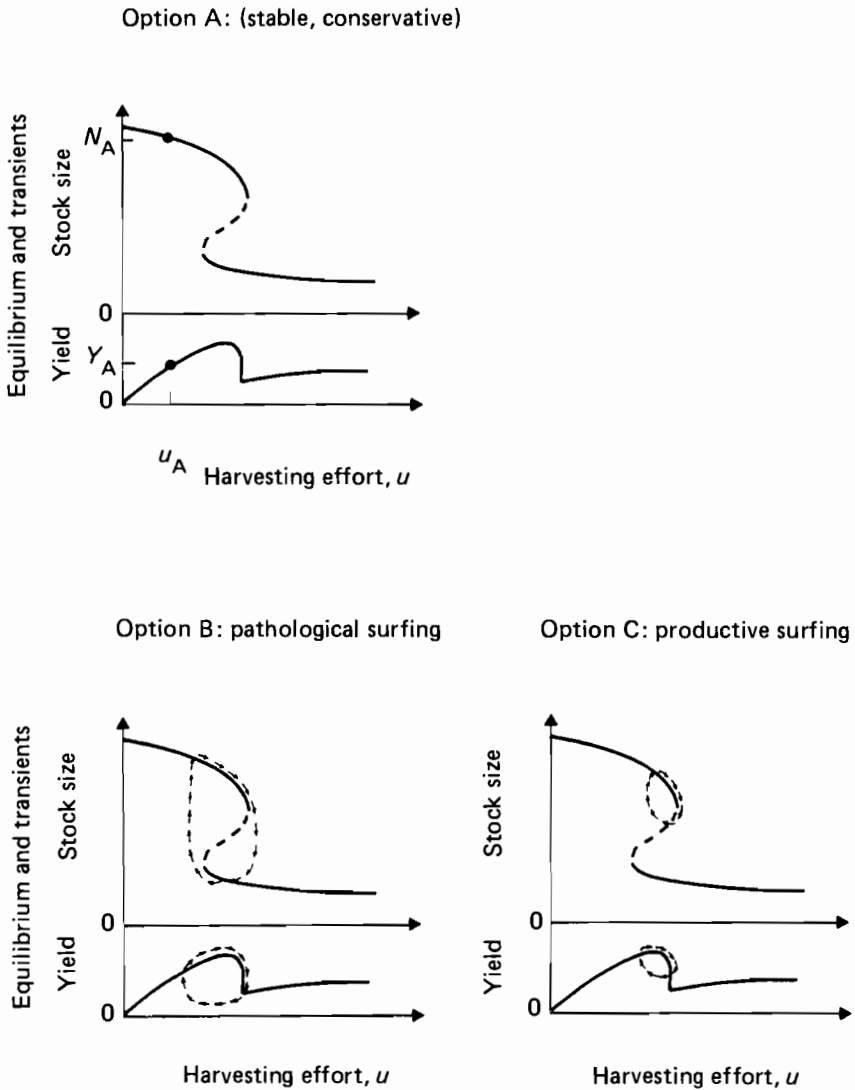 Option A: (stable, conservative)
Equilibrium and transients
Stock size
N_A
0
Yield
Y_A
0
u_A
Harvesting effort, u
Option B: pathological surfing
Equilibrium and transients
Stock size
0
Yield
0
Harvesting effort, u
Option C: productive surfing
Stock size
0
Yield
0
Harvesting effort, u